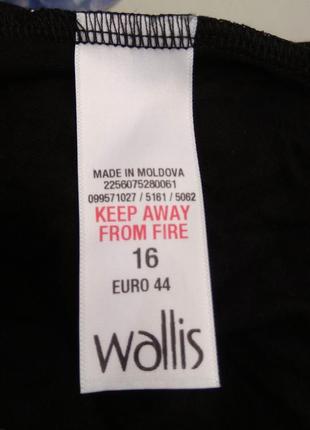 MADE IN MOLDOVA
2256075280061
099571027 / 5161 / 5062
KEEP AWAY
FROM FIRE
16
EURO 44
wallis